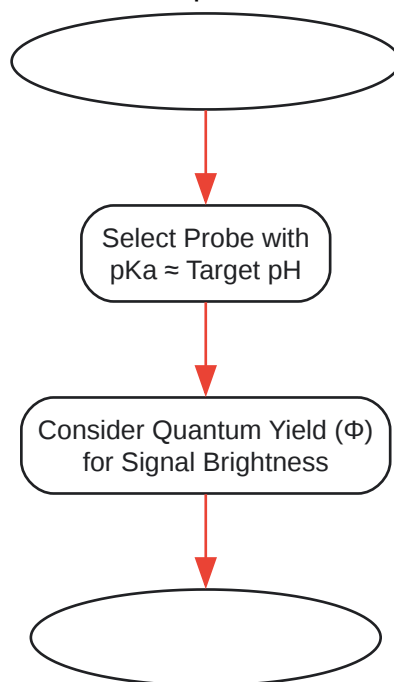 Select Probe with
pKa ≈ Target pH
Consider Quantum Yield (Φ)
for Signal Brightness